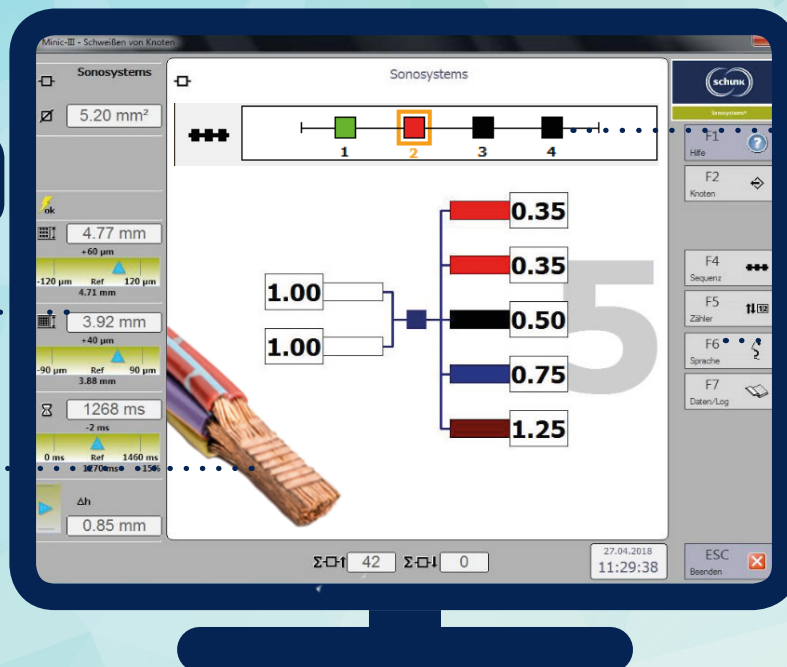 Minic-III - Schweißen von Knoten
Sonosystems
5.20 mm²
ok
4.77 mm
+60 µm
-120 µm Ref 120 µm
4.71 mm
3.92 mm
+40 µm
-90 µm Ref 90 µm
3.88 mm
1268 ms
-2 ms
0 ms Ref 1460 ms
1270 ms 15%
Δh
0.85 mm
Sonosystems
1 2 3 4
5
0.35
0.35
1.00
0.50
1.00
0.75
1.25
Σ 42 Σ 0
27.04.2018
11:29:38
schunk
Sonosystems
F1
Hilfe
F2
Knoten
F4
Sequenz
F5
Zähler
F6
Sprache
F7
Daten/Log
ESC
Beenden